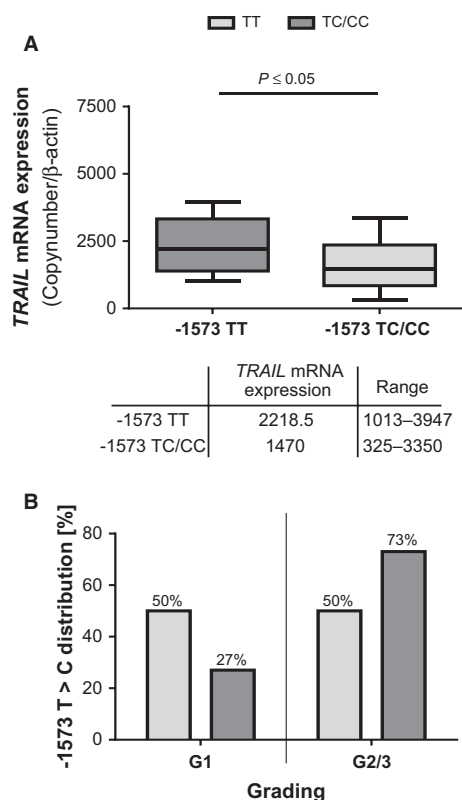 TT TC/CC
A
P ≤ 0.05
TRAIL mRNA expression
(Copynumber/β-actin)
7500
5000
2500
0
-1573 TT -1573 TC/CC
TRAIL mRNA
expression Range
-1573 TT 2218.5 1013–3947
-1573 TC/CC 1470 325–3350
B
-1573 T > C distribution [%]
80
60
40
20
0
50% 27% 50% 73%
G1 G2/3
Grading